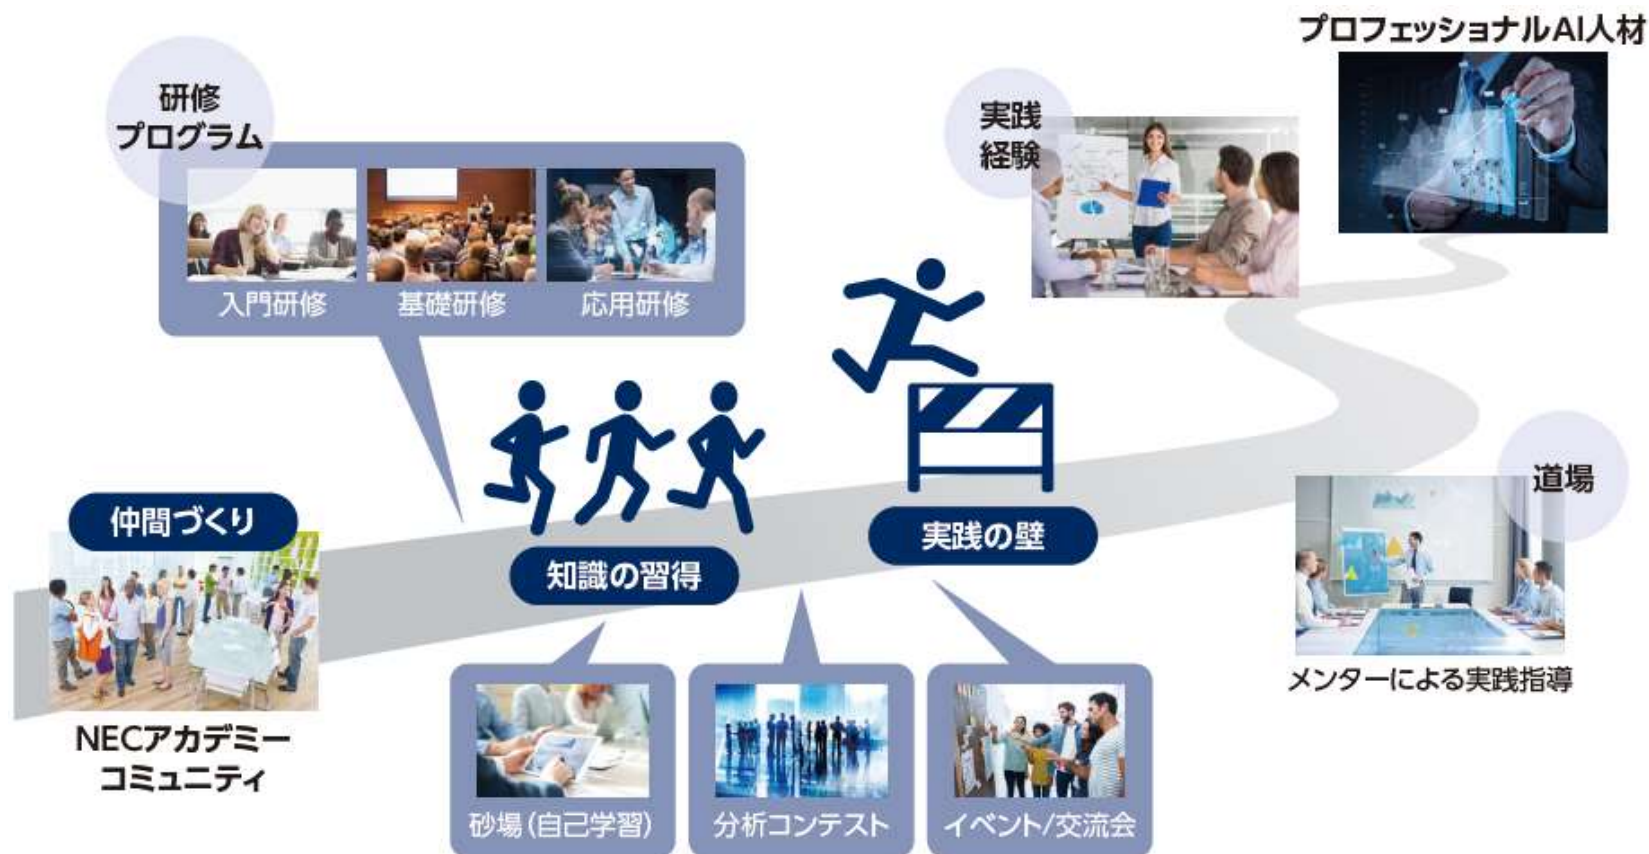 プロフェッショナルAI人材
研修
プログラム
実践
経験
入門研修
基礎研修
応用研修
仲間づくり
知識の習得
実践の壁
道場
メンターによる実践指導
NECアカデミー
コミュニティ
砂場(自己学習)
分析コンテスト
イベント/交流会